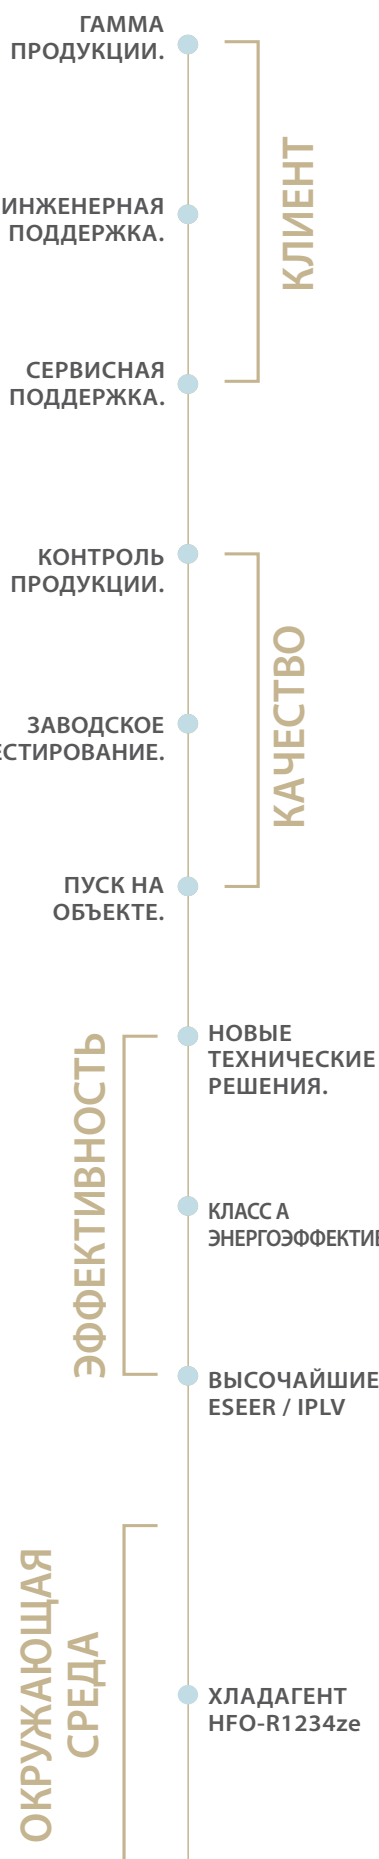 ГАММА
ПРОДУКЦИИ.
ИНЖЕНЕРНАЯ
ПОДДЕРЖКА.
СЕРВИСНАЯ
ПОДДЕРЖКА.
КЛИЕНТ
КОНТРОЛЬ
ПРОДУКЦИИ.
ЗАВОДСКОЕ
ЕСТИРОВАНИЕ.
ПУСК НА
ОБЪЕКТЕ.
КАЧЕСТВО
ЭФФЕКТИВНОСТЬ
НОВЫЕ
ТЕХНИЧЕСКИЕ
РЕШЕНИЯ.
КЛАСС А
ЭНЕРГОЭФФЕКТИВ
ВЫСОЧАЙШИЕ
ESEER / IPLV
ОКРУЖАЮЩАЯ
СРЕДА
ХЛАДАГЕНТ
HFO-R1234ze